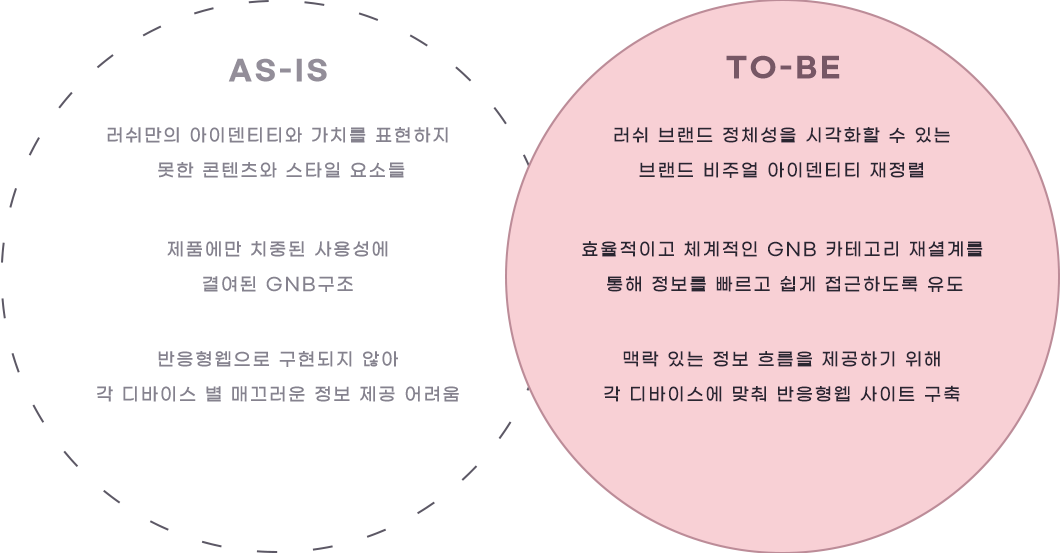 AS-IS
러쉬만의 아이덴티티와 가치를 표현하지
못한 콘텐츠와 스타일 요소들
제품에만 치중된 사용성에
결여된 GNB구조
반응형웹으로 구현되지 않아
각 디바이스 별 매끄러운 정보 제공 어려움
TO-BE
러쉬 브랜드 정체성을 시각화할 수 있는
브랜드 비주얼 아이덴티티 재정렬
효율적이고 체계적인 GNB 카테고리 재셜계를
통해 정보를 빠르고 쉽게 접근하도록 유도
맥락 있는 정보 흐름을 제공하기 위해
각 디바이스에 맞춰 반응형웹 사이트 구축